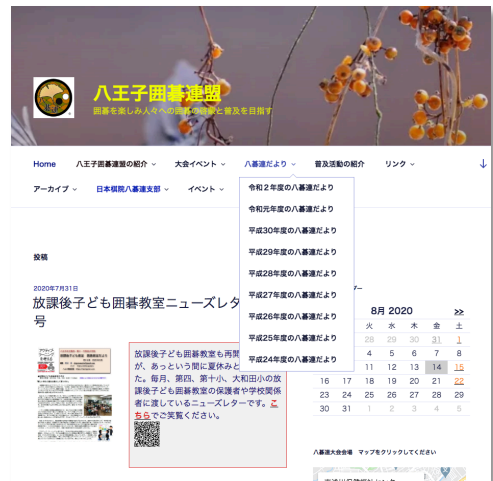 八王子囲碁連盟
囲碁を楽しみ人々への囲碁の啓蒙と普及を目指す
Home 八王子囲碁連盟の紹介 大会イベント 八碁連だより 普及活動の紹介 リンク
アーカイブ 日本棋院八碁連支部 イベント
令和２年度の八碁連だより
令和元年度の八碁連だより
平成30年度の八碁連だより
平成29年度の八碁連だより
平成28年度の八碁連だより
平成27年度の八碁連だより
平成26年度の八碁連だより
平成25年度の八碁連だより
平成24年度の八碁連だより
投稿
2020年7月31日
放課後子ども囲碁教室ニューズレタ
号
放課後子ども囲碁教室も再開
が、あっという間に夏休みと
た。毎月、第四、第十小、大和田小の放
課後子ども囲碁教室の保護者や学校関係
者に渡しているニューズレターです。こ
ちらでご笑覧ください。
ー
8月 2020 >>
火 水 木 金 土
28 29 30 31 1
4 5 6 7 8
11 12 13 14 15
16 17 18 19 20 21 22
23 24 25 26 27 28 29
30 31 1 2 3 4 5
八碁連大会会場 マップをクリックしてください